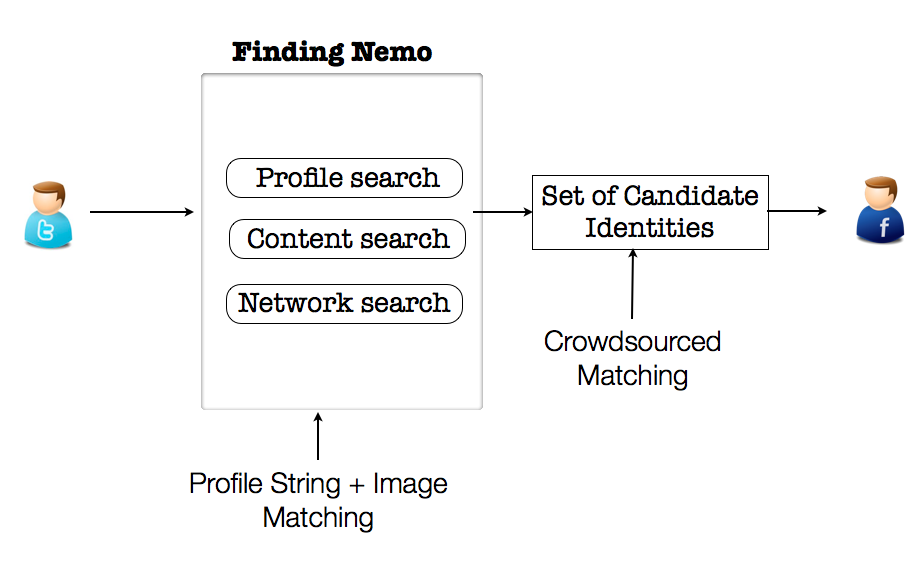 Finding Nemo
Profile search
Content search
Network search
Set of Candidate
Identities
t
f
Crowdsourced
Matching
Profile String + Image
Matching